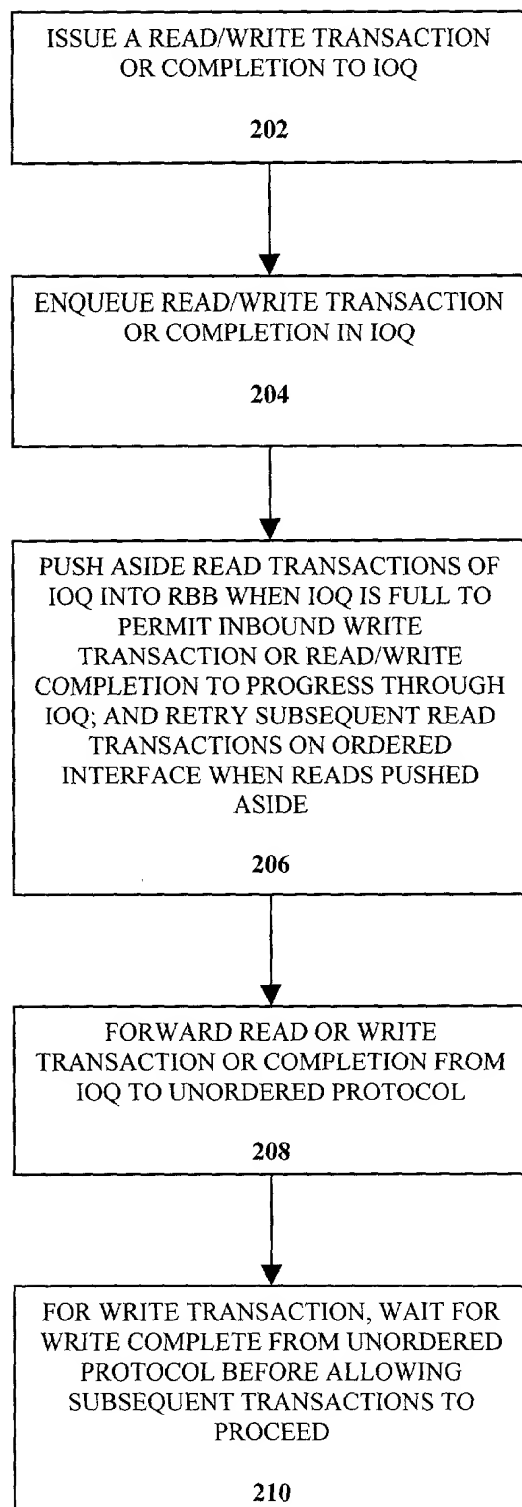 ISSUE A READ/WRITE TRANSACTION
OR COMPLETION TO IOQ
202
ENQUEUE READ/WRITE TRANSACTION
OR COMPLETION IN IOQ
204
PUSH ASIDE READ TRANSACTIONS OF
IOQ INTO RBB WHEN IOQ IS FULL TO
PERMIT INBOUND WRITE
TRANSACTION OR READ/WRITE
COMPLETION TO PROGRESS THROUGH
IOQ; AND RETRY SUBSEQUENT READ
TRANSACTIONS ON ORDERED
INTERFACE WHEN READS PUSHED
ASIDE
206
FORWARD READ OR WRITE
TRANSACTION OR COMPLETION FROM
IOQ TO UNORDERED PROTOCOL
208
FOR WRITE TRANSACTION, WAIT FOR
WRITE COMPLETE FROM UNORDERED
PROTOCOL BEFORE ALLOWING
SUBSEQUENT TRANSACTIONS TO
PROCEED
210